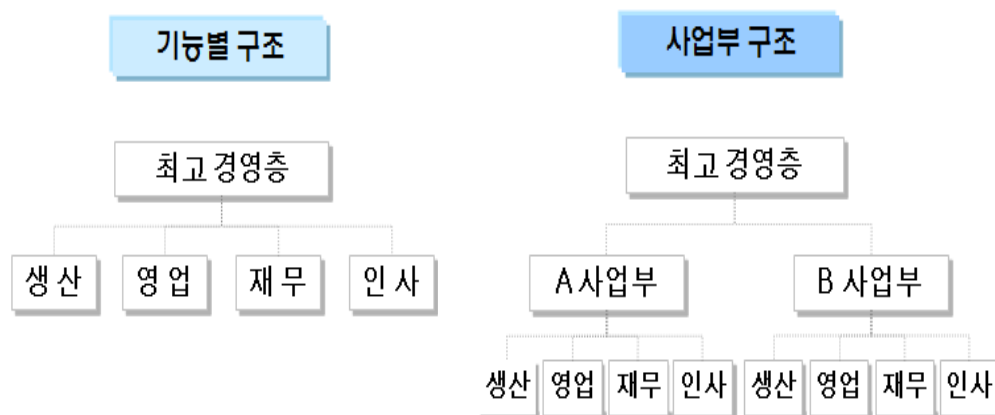 기능별 구조
최고 경영층
생 산
영 업
재 무
인 사
사업부 구조
최고 경영층
A 사업부
B 사업부
생산
영업
재무
인사
생산
영업
재무
인사